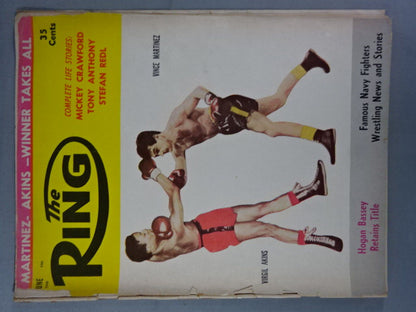 MARTINEZ - AKINS —WINNER TAKES ALL
35
Cents
The
RING
JUNE
COMPLETE LIFE STORIES:
MICKEY CRAWFORD
TONY ANTHONY
STEFAN REDL
VINCE MARTINEZ
VIRGIL AKINS
Hogan Bassey
Retains Title
Famous Navy Fighters
Wrestling News and Stories